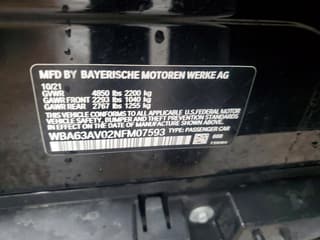 MFD BY BAYERISCHE MOTOREN WERKE AG
10/21
GVWR 4850 lbs 2200 kg
GAWR FRONT 2293 lbs 1040 kg
GAWR REAR 2767 lbs 1255 kg
THIS VEHICLE CONFORMS TO ALL APPLICABLE U.S. FEDERAL MOTOR
VEHICLE SAFETY, BUMPER AND THEFT PREVENTION STANDARDS IN
EFFECT ON THE DATE OF MANUFACTURE SHOWN ABOVE.
WBA63AV02NFM07593 TYPE: PASSENGER CAR
668